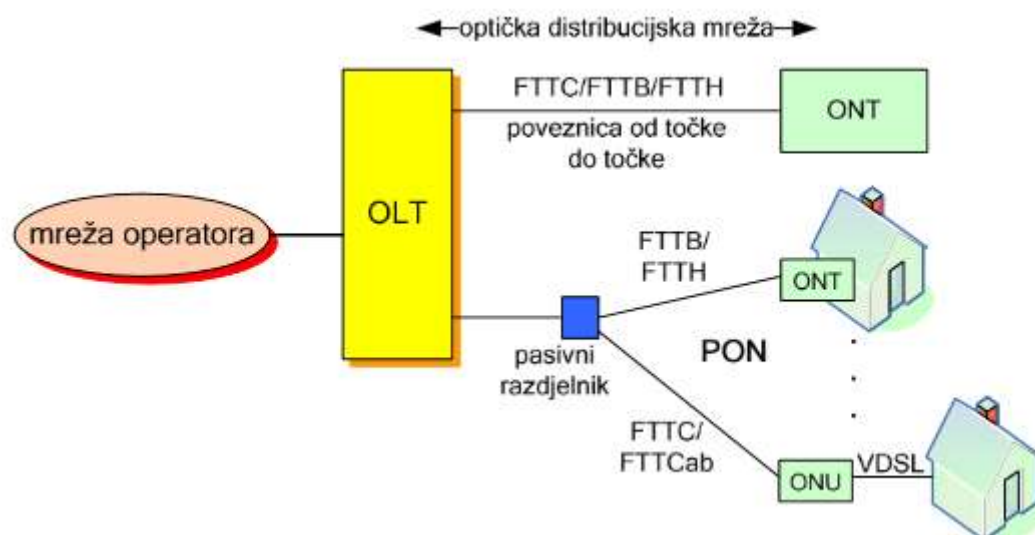 optička distribucijska mreža
FTTC/FTTB/FTTH
poveznica od točke
do točke
ONT
OLT
mreža operatora
FTTB/
FTTH
ONT
pasivni
razdjelnik
PON
FTTC/
FTTCab
ONU
VDSL